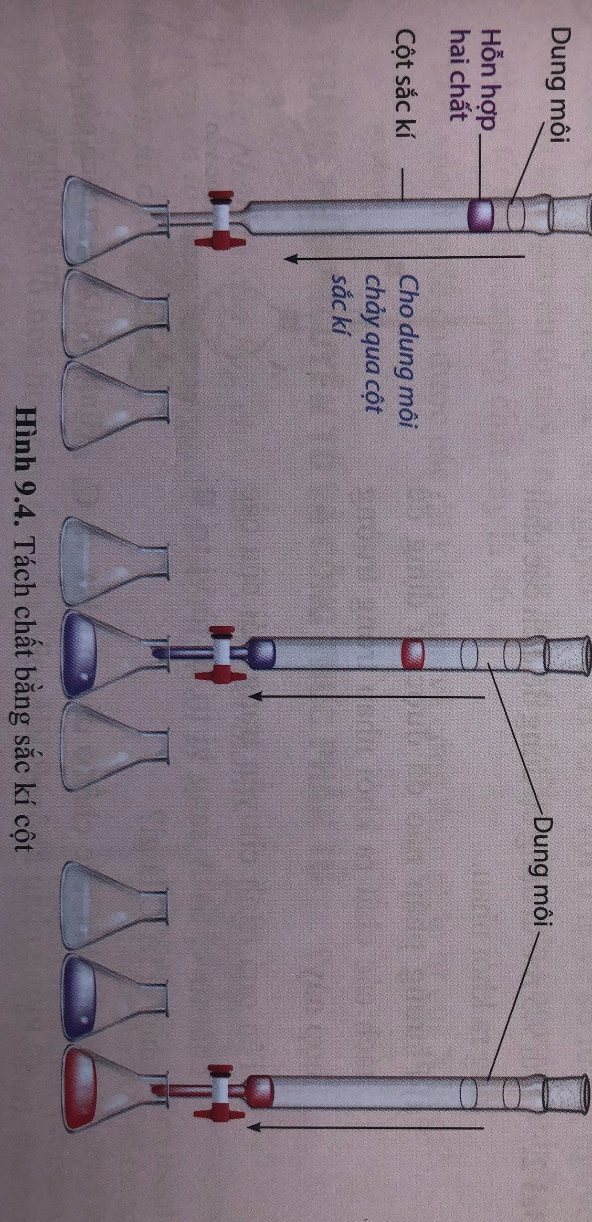 Dung môi
Hỗn hợp
hai chất
Cột sắc kí
Cho dung môi
chảy qua cột
sắc kí
Dung môi
Hình 9.4. Tách chất bằng sắc kí cột